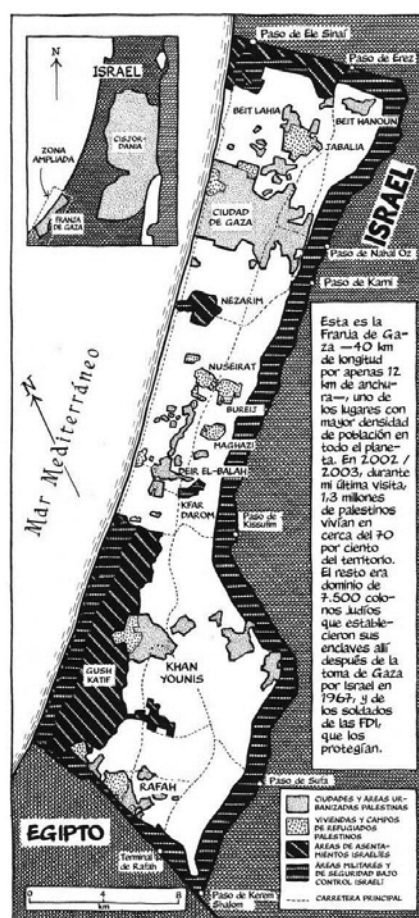 N
ISRAEL
CISJOR-
DANIA
ZONA
AMPLIADA
FRANJA
DE GAZA
Paso de Ele Sinaí
Paso de Erez
BEIT LAHIA
BEIT HANOUN
JABALIA
CIUDAD
DE GAZA
ISRAEL
Paso de Nahal Oz
Paso de Karni
NEZARIM
Mar Mediterráneo
N
NUSEIRAT
BUREIJ
MAGHAZI
DEIR EL-BALAH
KFAR
DAROM
Paso de
Kissufim
Esta es la
Franja de Ga-
za —40 km
de longitud
por apenas 12
km de anchu-
ra—, uno de
los lugares con
mayor densidad
de población en
todo el plane-
ta. En 2002 /
2003, durante
mi última visita,
1,3 millones
de palestinos
vivían en
cerca del 70
por ciento
del territorio.
El resto era
dominio de
7.500 colo-
nos judíos
que estable-
cieron sus
enclaves allí
después de la
toma de Gaza
por Israel en
1967, y de
los soldados
de las FDI,
que los
protegían.
GUSH
KATIF
KHAN
YOUNIS
RAFAH
Paso de Sufa
EGIPTO
Terminal
de Rafah
Paso de Kerem
Shalom
0 4 8
km
CIUDADES Y ÁREAS UR-
BANIZADAS PALESTINAS
VIVIENDAS Y CAMPOS
DE REFUGIADOS
PALESTINOS
ÁREAS DE ASENTA-
MIENTOS ISRAELÍES
ÁREAS MILITARES Y
DE SEGURIDAD BAJO
CONTROL ISRAELÍ
CARRETERA PRINCIPAL